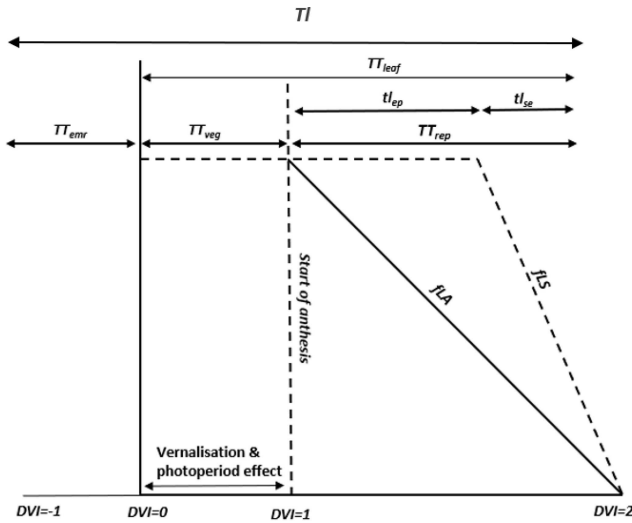 Tl
TTleaf
tlep
tlse
TTemr
TTveg
TTrep
Start of anthesis
fLA
fLS
Vernalisation &
photoperiod effect
DVI=-1
DVI=0
DVI=1
DVI=2